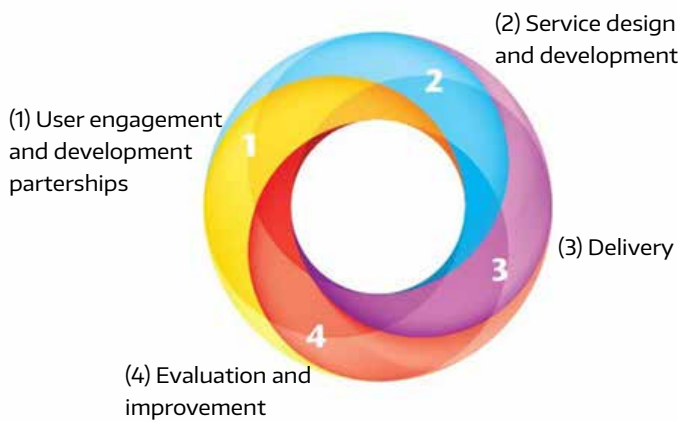 (1) User engagement
and development
parterships
(2) Service design
and development
(3) Delivery
(4) Evaluation and
improvement
1
2
3
4